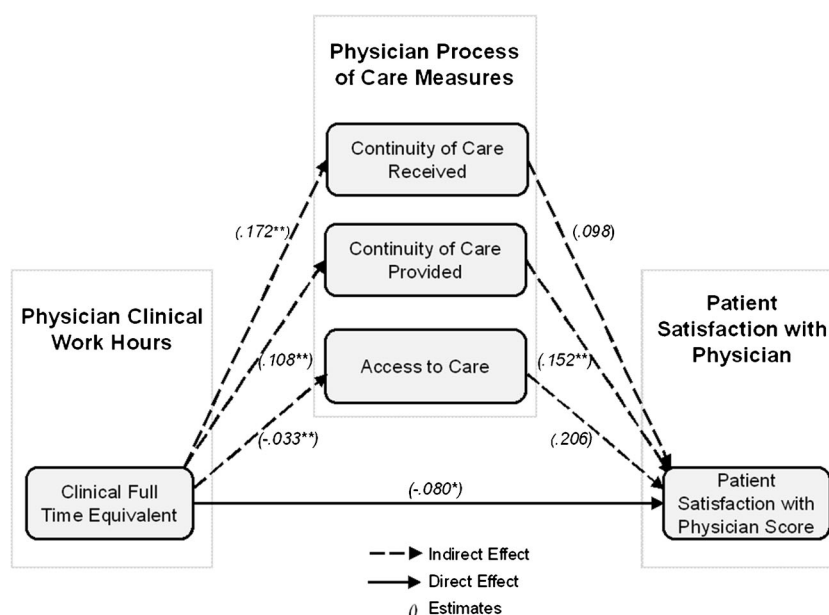 Physician Process
of Care Measures
Continuity of Care
Received
(.172**)
(.098)
Continuity of Care
Provided
Physician Clinical
Work Hours
Patient
Satisfaction with
Physician
(.108**)
Access to Care
(.152**)
(-.033**)
(.206)
Clinical Full
Time Equivalent
(-.080*)
Patient
Satisfaction with
Physician Score
Indirect Effect
Direct Effect
() Estimates